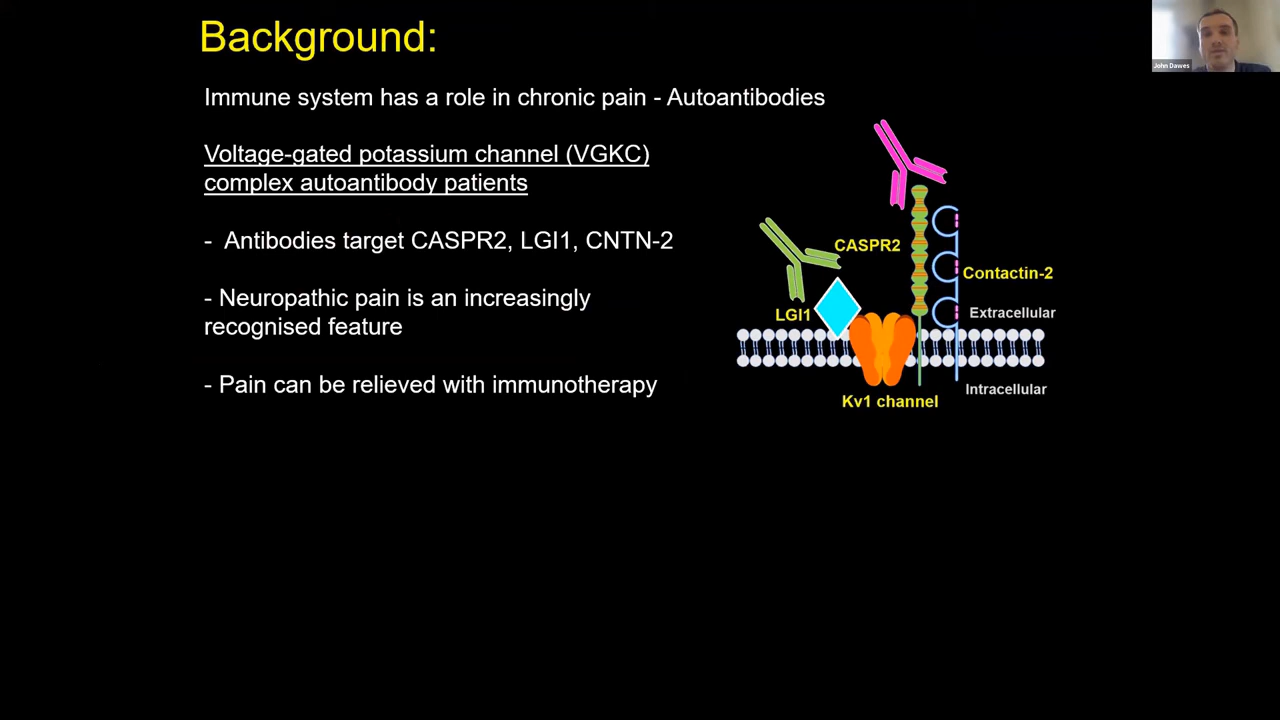 Background:
John Dawes
Immune system has a role in chronic pain - Autoantibodies
Voltage-gated potassium channel (VGKC)
complex autoantibody patients
- Antibodies target CASPR2, LGI1, CNTN-2
- Neuropathic pain is an increasingly
recognised feature
- Pain can be relieved with immunotherapy
CASPR2
Contactin-2
LGI1
Extracellular
Intracellular
Kv1 channel